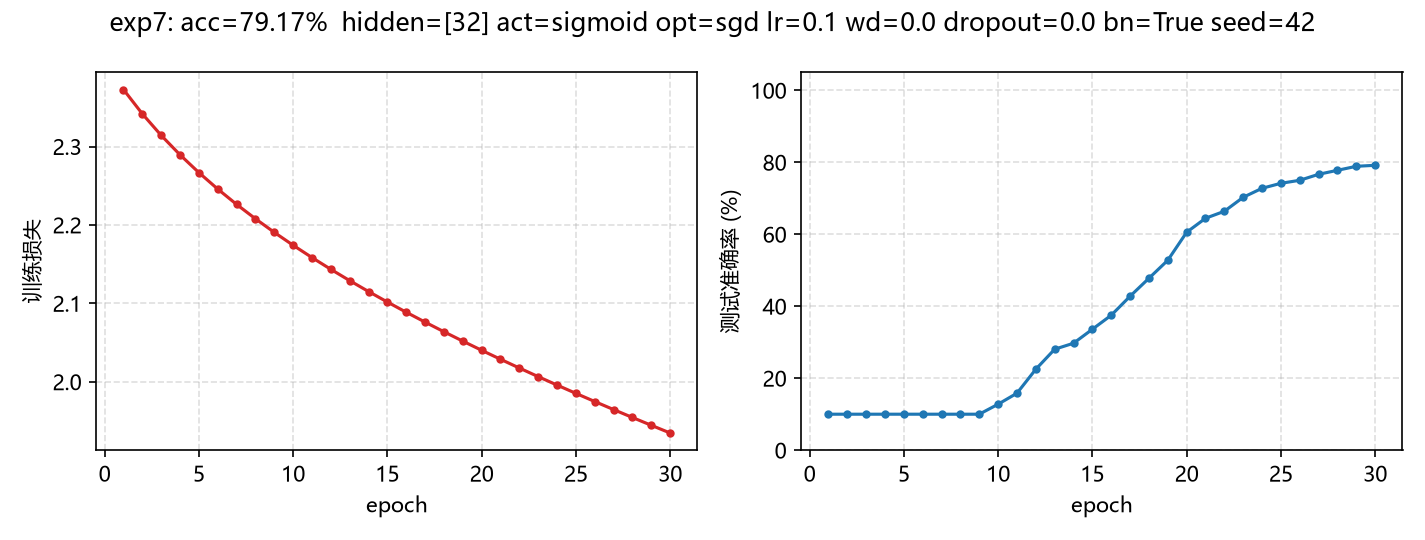 exp7: acc=79.17%  hidden=[32] act=sigmoid opt=sgd lr=0.1 wd=0.0 dropout=0.0 bn=True seed=42
训练损失
2.3
2.2
2.1
2.0
0 5 10 15 20 25 30
epoch
测试准确率 (%)
100
80
60
40
20
0
0 5 10 15 20 25 30
epoch